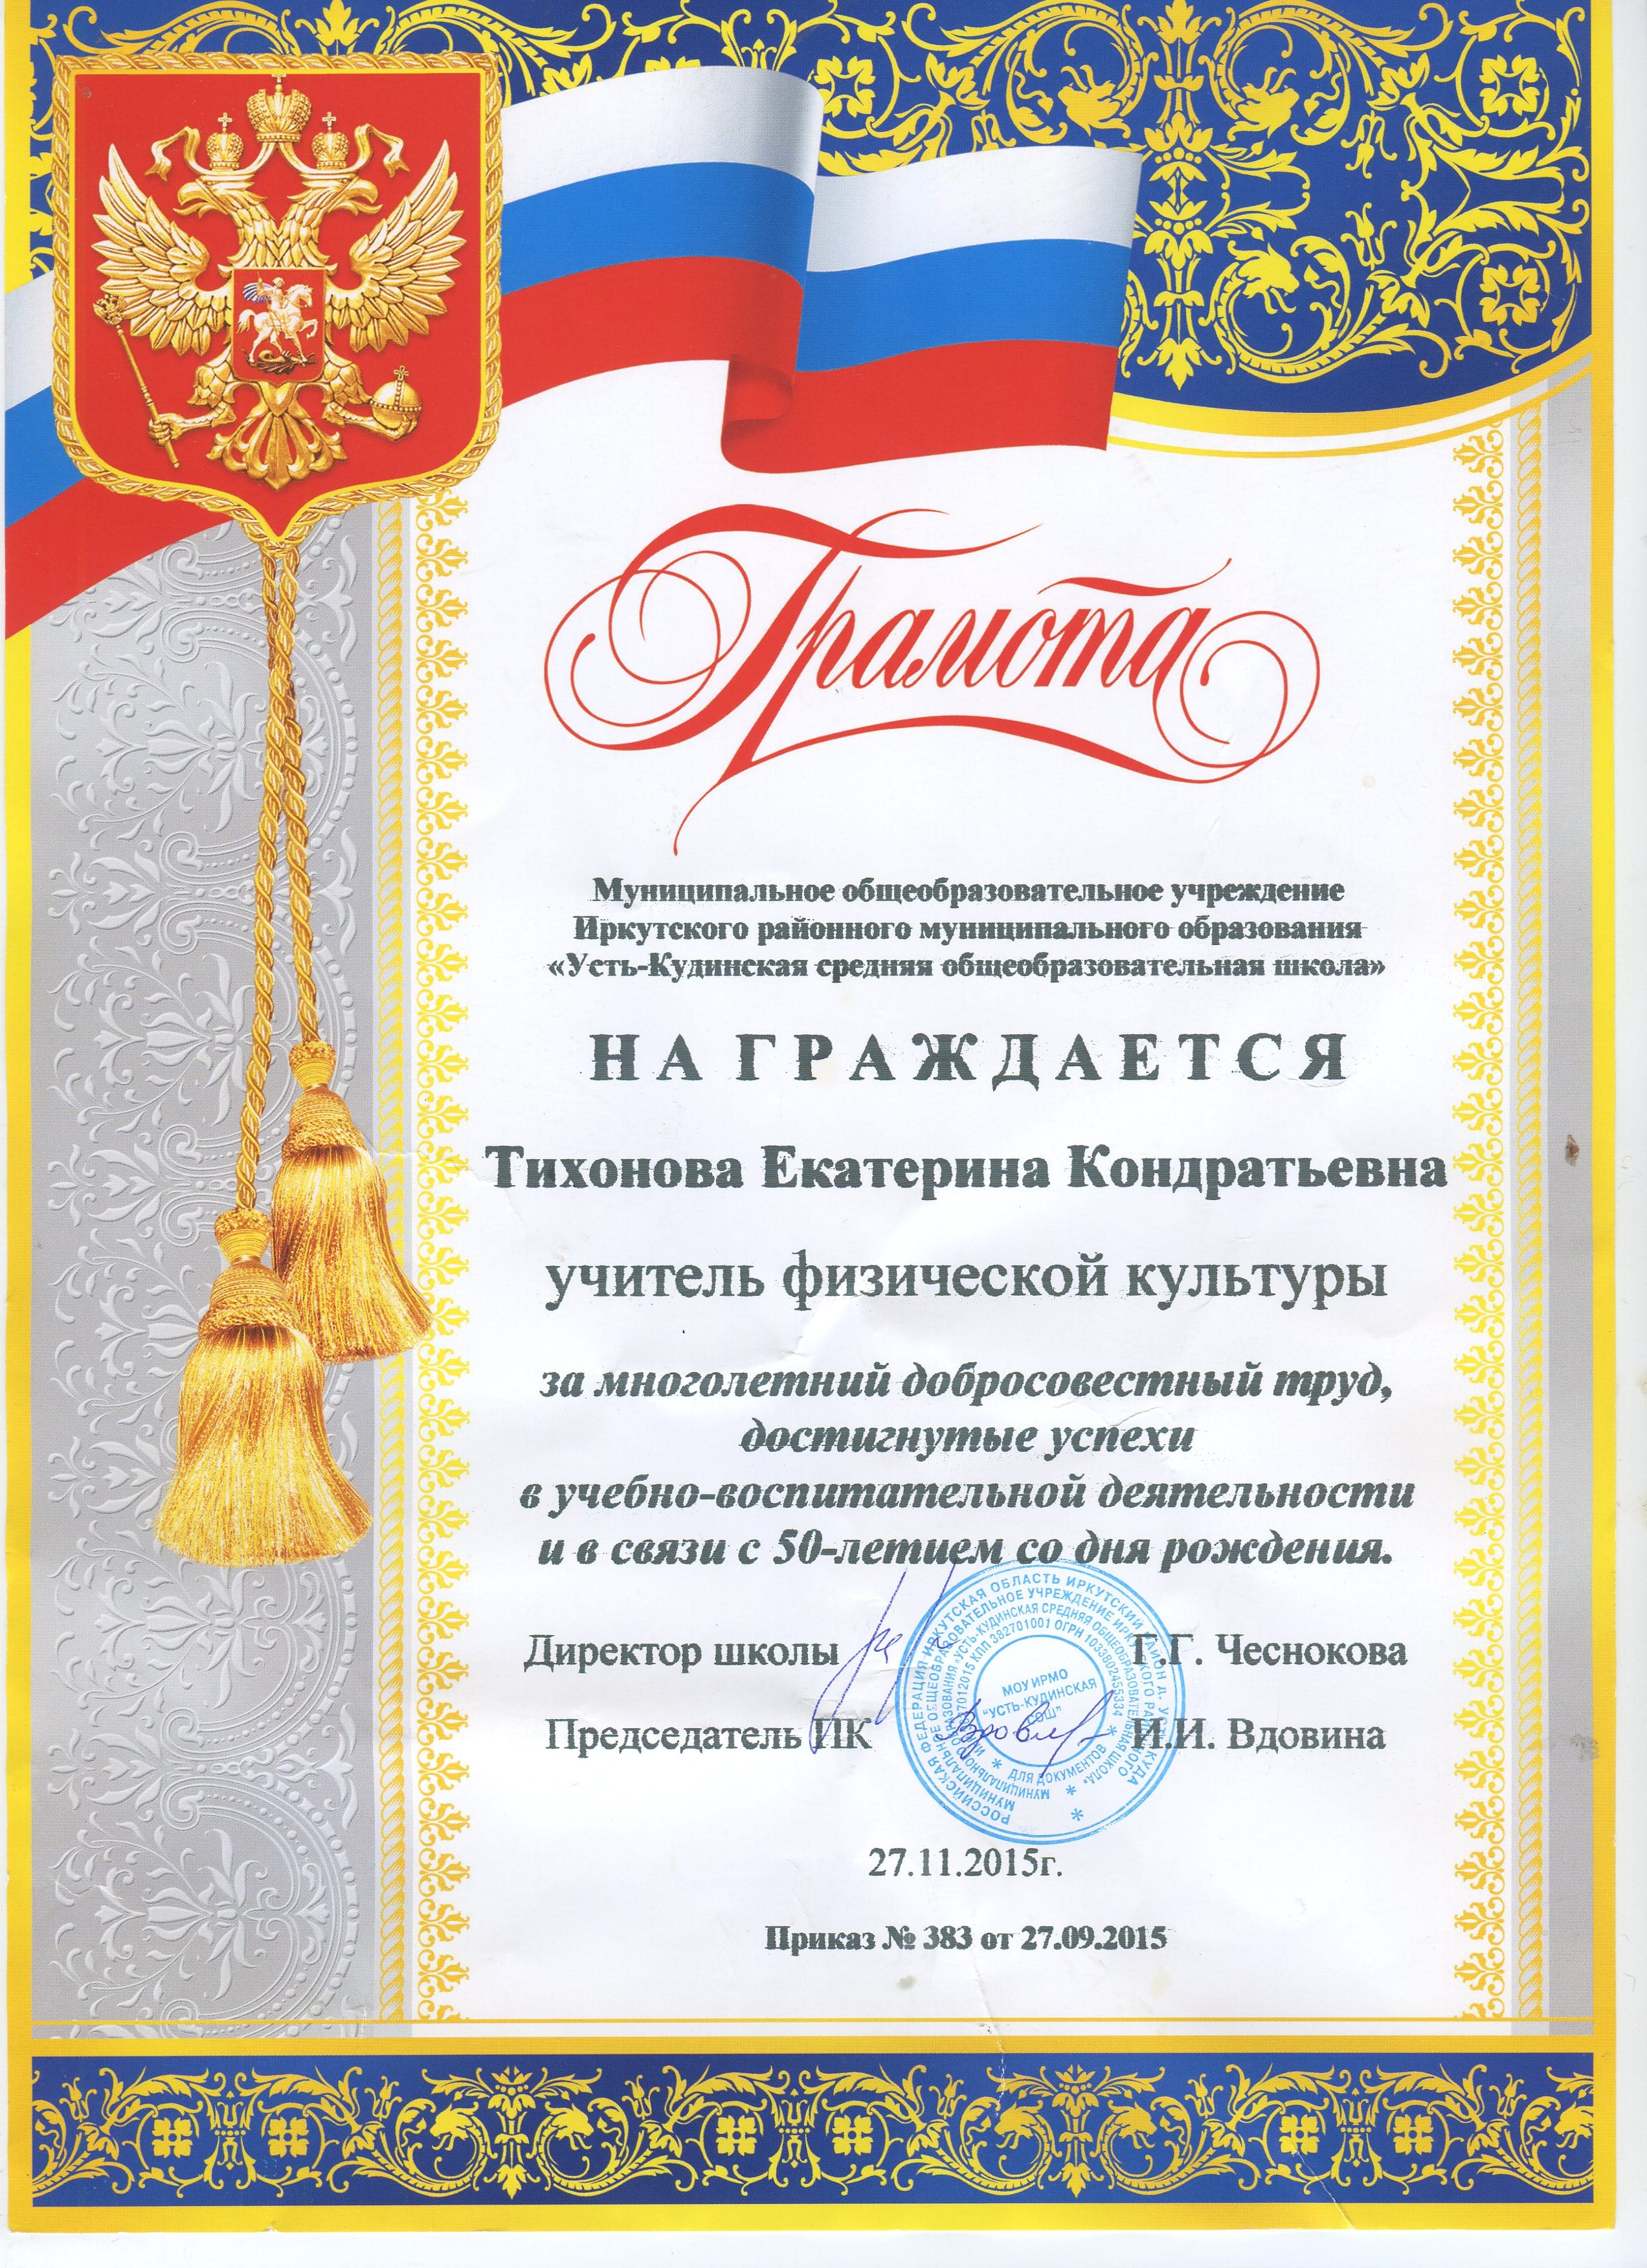 Грамота
Муниципальное общеобразовательное учреждение
Иркутского районного муниципального образования
«Усть-Кудинская средняя общеобразовательная школа»
НАГРАЖДАЕТСЯ
Тихонова Екатерина Кондратьевна
учитель физической культуры
за многолетний добросовестный труд,
достигнутые успехи
в учебно-воспитательной деятельности
и в связи с 50-летием со дня рождения.
Директор школы Г.Г. Чеснокова
Председатель ПК И.И. Вдовина
РОССИЙСКАЯ ФЕДЕРАЦИЯ ИРКУТСКАЯ ОБЛАСТЬ ИРКУТСКИЙ РАЙОН д. УСТЬ-КУДА
МУНИЦИПАЛЬНОЕ ОБЩЕОБРАЗОВАТЕЛЬНОЕ УЧРЕЖДЕНИЕ ИРКУТСКОГО РАЙОННОГО
МУНИЦИПАЛЬНОГО ОБРАЗОВАНИЯ "УСТЬ-КУДИНСКАЯ СРЕДНЯЯ ОБЩЕОБРАЗОВАТЕЛЬНАЯ ШКОЛА"
КПП 382701001 ОГРН
ДЛЯ ДОКУМЕНТОВ
МОУ ИРМО
"УСТЬ-КУДИНСКАЯ
СОШ"
27.11.2015г.
Приказ № 383 от 27.09.2015